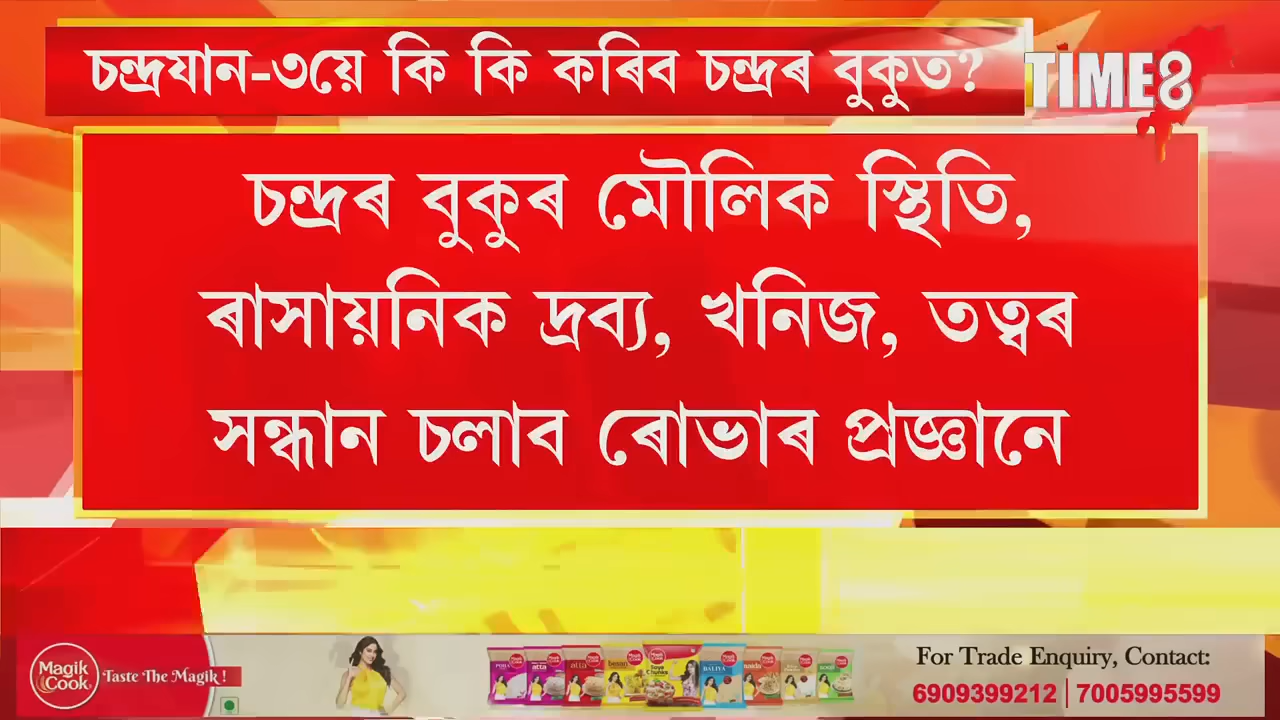 চন্দ্ৰযান-৩য়ে কি কি কৰিব চন্দ্ৰৰ বুকুত?
TIME8
চন্দ্ৰৰ বুকুৰ মৌলিক স্থিতি,
ৰাসায়নিক দ্ৰব্য, খনিজ, তত্বৰ
সন্ধান চলাব ৰোভাৰ প্ৰজ্ঞানে
Magik Cook
Taste The Magik !
For Trade Enquiry, Contact:
6909399212 | 7005995599